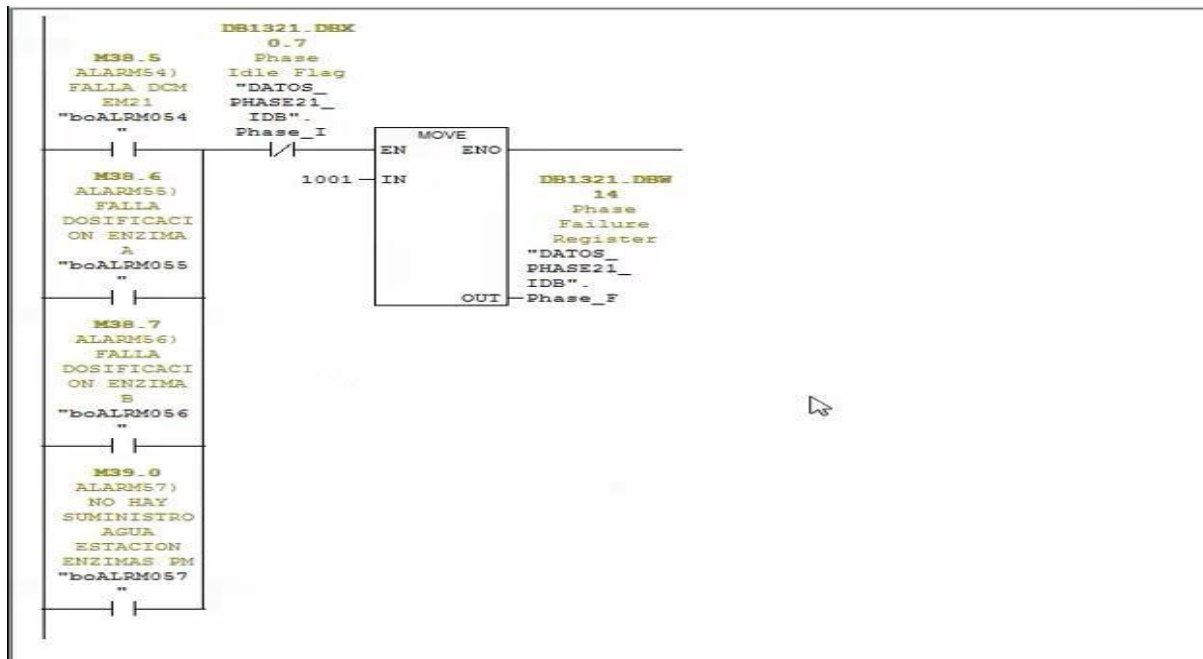 M38.5
ALARM54)
FALLA DCM
EM21
"boALRM054
"
DB1321.DBX
0.7
Phase
Idle Flag
"DATOS_
PHASE21_
IDB".
Phase_I
MOVE
EN ENO
1001 IN
OUT
DB1321.DBW
14
Phase
Failure
Register
"DATOS_
PHASE21_
IDB".
Phase_F
M38.6
ALARM55)
FALLA
DOSIFICACI
ON ENZIMA
A
"boALRM055
"
M38.7
ALARM56)
FALLA
DOSIFICACI
ON ENZIMA
B
"boALRM056
"
M39.0
ALARM57)
NO HAY
SUMINISTRO
AGUA
ESTACION
ENZIMAS PM
"boALRM057
"